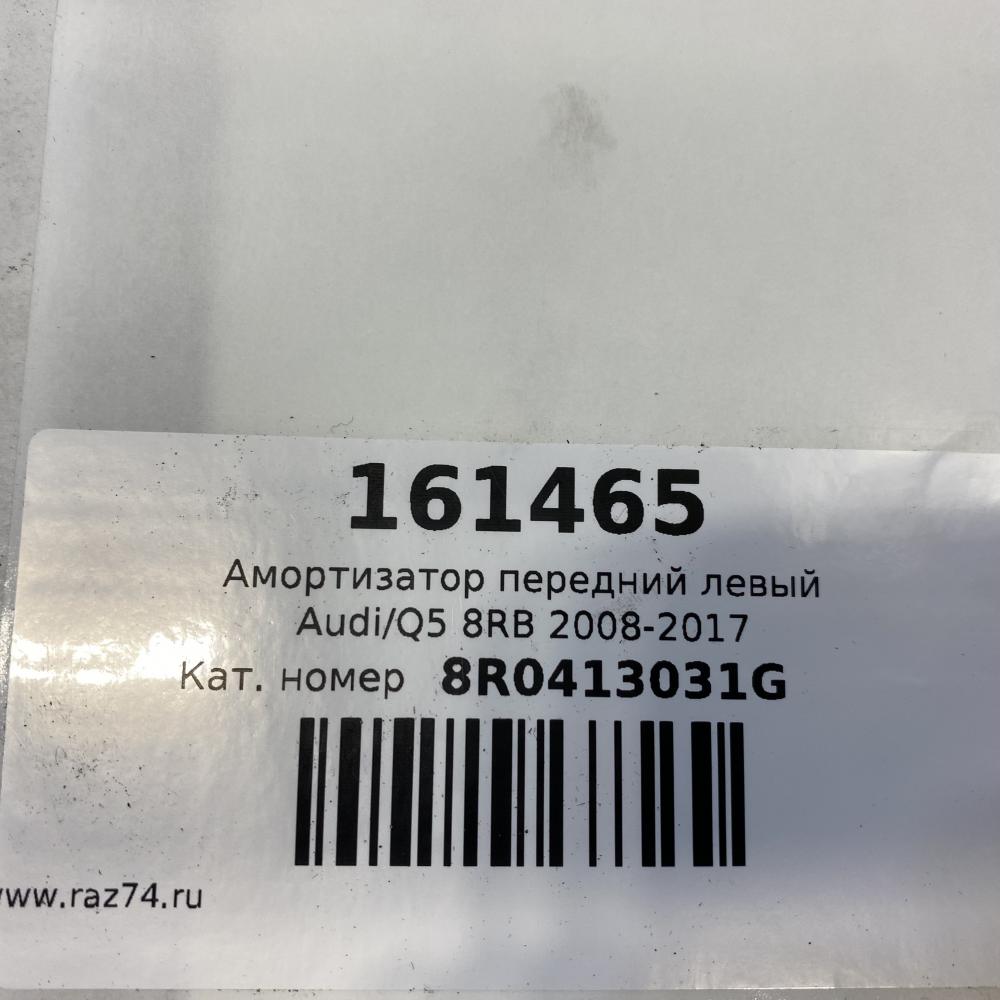 161465
Амортизатор передний левый
Audi/Q5 8RB 2008-2017
Кат. номер 8R0413031G
www.raz74.ru